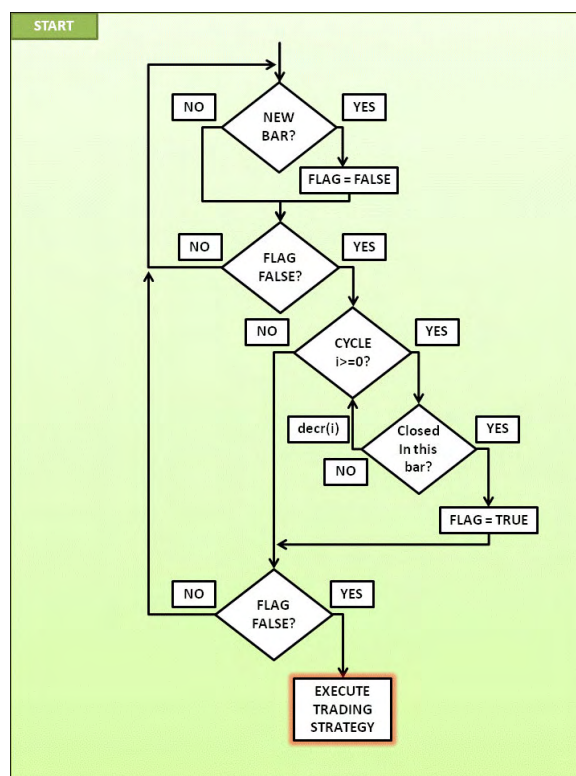 START
NO
YES
NEW
BAR?
FLAG = FALSE
NO
YES
FLAG
FALSE?
NO
YES
CYCLE
i>=0?
decr(i)
Closed
In this
bar?
YES
NO
FLAG = TRUE
NO
YES
FLAG
FALSE?
EXECUTE
TRADING
STRATEGY